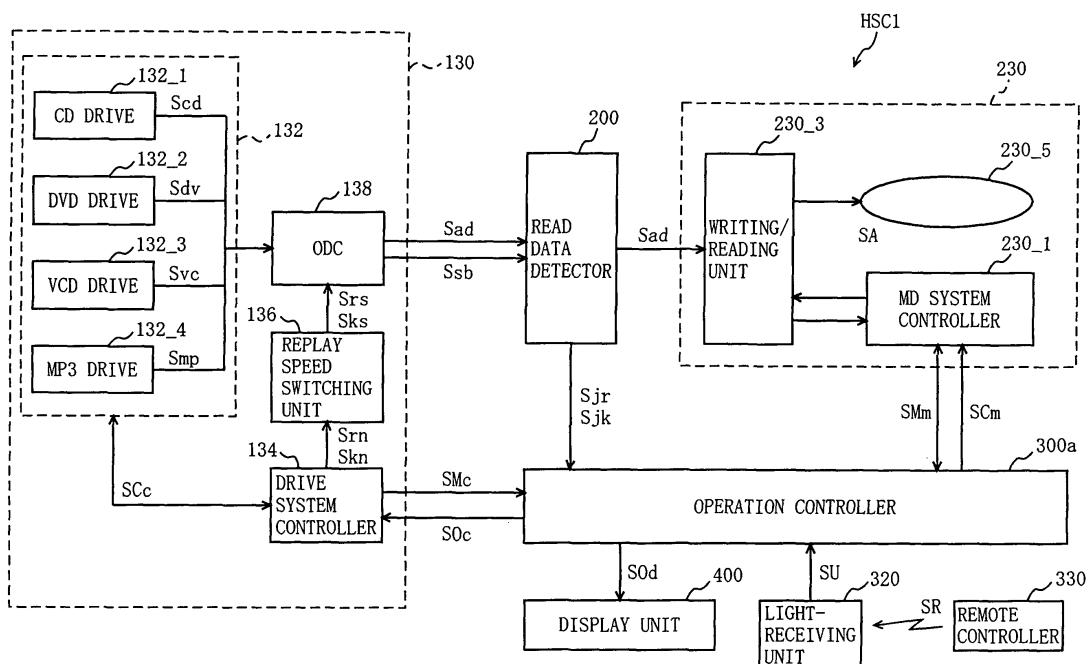 HSC1
130
132_1
CD DRIVE
Scd
132
132_2
DVD DRIVE
Sdv
132_3
VCD DRIVE
Svc
132_4
MP3 DRIVE
Smp
138
ODC
Srs
Sks
136
REPLAY
SPEED
SWITCHING
UNIT
Srn
Skn
134
DRIVE
SYSTEM
CONTROLLER
SCc
Sad
Ssb
200
READ
DATA
DETECTOR
Sad
Sjr
Sjk
230
230_3
WRITING/
READING
UNIT
230_5
SA
230_1
MD SYSTEM
CONTROLLER
SMm
SCm
300a
OPERATION CONTROLLER
SMc
SOc
SOd
400
DISPLAY UNIT
SU
320
LIGHT-
RECEIVING
UNIT
SR
330
REMOTE
CONTROLLER